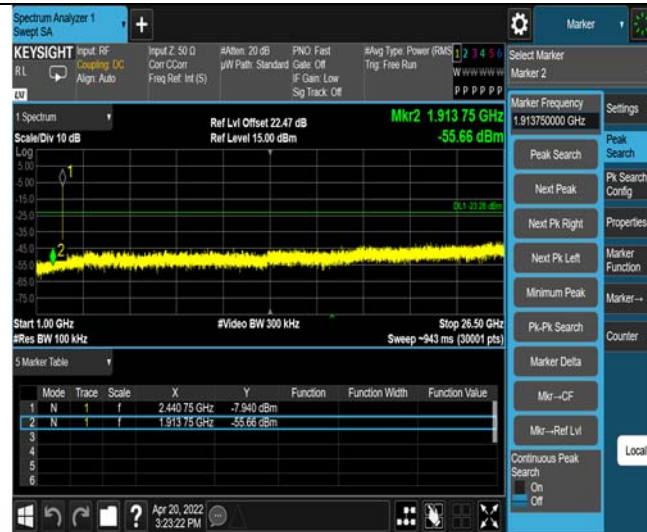 Spectrum Analyzer 1
Swept SA
+
Marker
KEYSIGHT
RL
LXI
Input: RF
Coupling: DC
Align: Auto
Input Z: 50 Ω
Corr CCorr
Freq Ref: Int (S)
#Atten: 20 dB
µW Path: Standard
PNO: Fast
Gate: Off
IF Gain: Low
Sig Track: Off
#Avg Type: Power (RMS
Trig: Free Run
1 2 3 4 5 6
W W W W W W
P P P P P P
Select Marker
Marker 2
1 Spectrum
Scale/Div 10 dB
Ref Lvl Offset 22.47 dB
Ref Level 15.00 dBm
Mkr2 1.913 75 GHz
-55.66 dBm
Log
5.00
-5.00
-15.0
-25.0
-35.0
-45.0
-55.0
-65.0
-75.0
1
2
DL1 -23.28 dBm
Start 1.00 GHz
#Res BW 100 kHz
#Video BW 300 kHz
Stop 26.50 GHz
Sweep ~943 ms (30001 pts)
5 Marker Table
Mode Trace Scale X Y Function Function Width Function Value
1 N 1 f 2.440 75 GHz -7.940 dBm
2 N 1 f 1.913 75 GHz -55.66 dBm
3
4
5
6
Marker Frequency
1.913750000 GHz
Peak Search
Next Peak
Next Pk Right
Next Pk Left
Minimum Peak
Pk-Pk Search
Marker Delta
Mkr→CF
Mkr→Ref Lvl
Continuous Peak
Search
On
Off
Settings
Peak
Search
Pk Search
Config
Properties
Marker
Function
Marker→
Counter
Local
?
Apr 20, 2022
3:23:22 PM